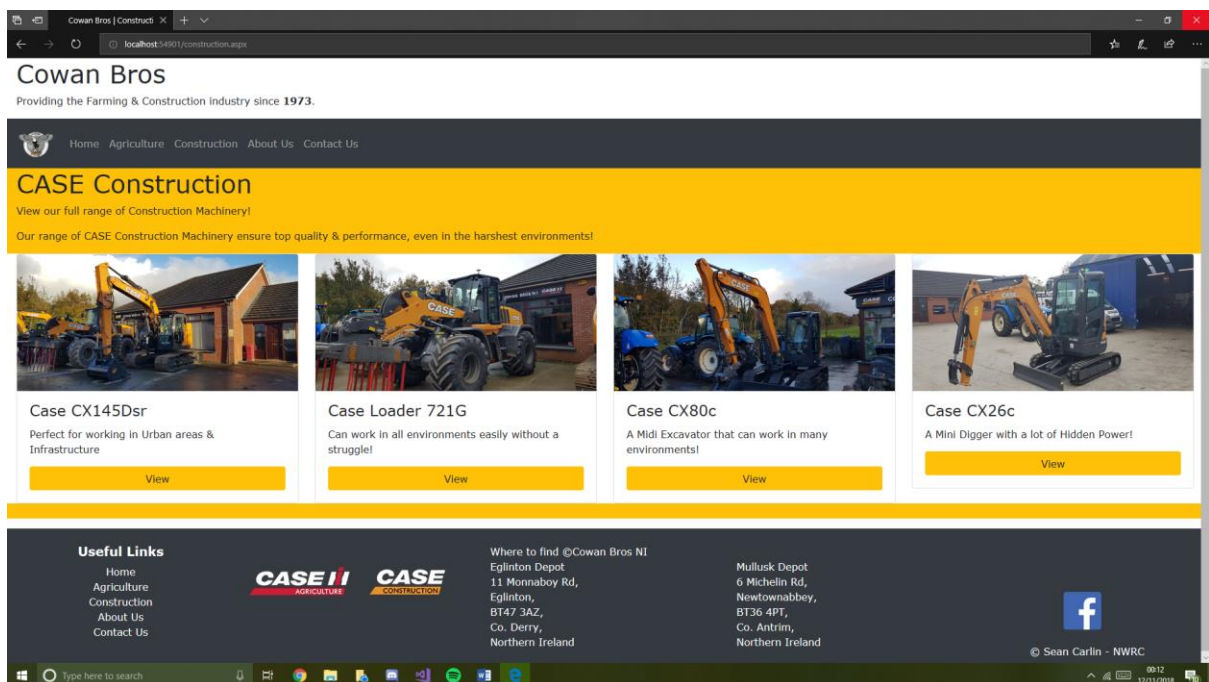 Cowan Bros | Constructi
localhost:54901/construction.aspx
Cowan Bros
Providing the Farming & Construction industry since 1973.
Home Agriculture Construction About Us Contact Us
CASE Construction
View our full range of Construction Machinery!
Our range of CASE Construction Machinery ensure top quality & performance, even in the harshest environments!
CASE
CASE
Case CX145Dsr
Perfect for working in Urban areas &
Infrastructure
View
Case Loader 721G
Can work in all environments easily without a
struggle!
View
Case CX80c
A Midi Excavator that can work in many
environments!
View
Case CX26c
A Mini Digger with a lot of Hidden Power!
View
Useful Links
Home
Agriculture
Construction
About Us
Contact Us
CASE IH
AGRICULTURE
CASE
CONSTRUCTION
Where to find ©Cowan Bros NI
Eglinton Depot
11 Monnaboy Rd,
Eglinton,
BT47 3AZ,
Co. Derry,
Northern Ireland
Mullusk Depot
6 Michelin Rd,
Newtownabbey,
BT36 4PT,
Co. Antrim,
Northern Ireland
© Sean Carlin - NWRC
Type here to search
00:12
12/11/2018